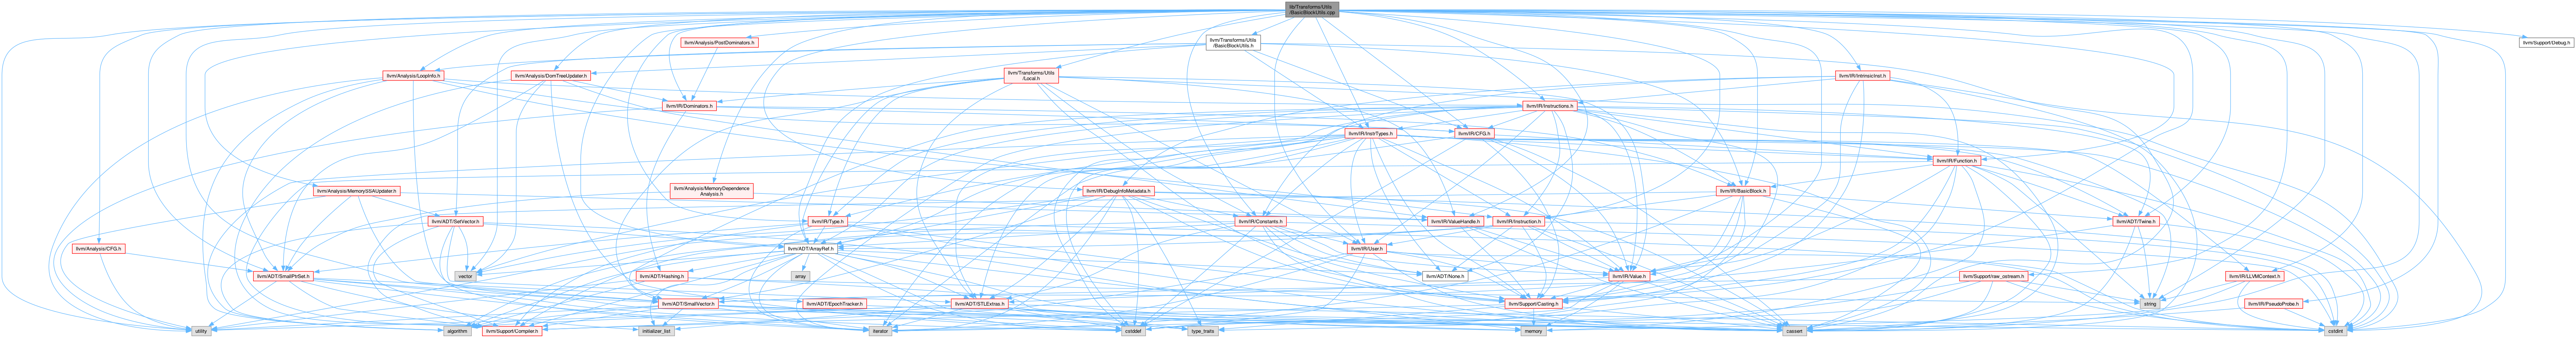 lib/Transforms/Utils
/BasicBlockUtils.cpp
llvm/Analysis/PostDominators.h
llvm/Transforms/Utils
/BasicBlockUtils.h
llvm/Support/Debug.h
llvm/Analysis/LoopInfo.h
llvm/Analysis/DomTreeUpdater.h
llvm/Transforms/Utils
/Local.h
llvm/IR/IntrinsicInst.h
llvm/IR/Dominators.h
llvm/IR/Instructions.h
llvm/IR/InstrTypes.h
llvm/IR/CFG.h
llvm/IR/Function.h
llvm/Analysis/MemorySSAUpdater.h
llvm/Analysis/MemoryDependence
Analysis.h
llvm/IR/DebugInfoMetadata.h
llvm/IR/BasicBlock.h
llvm/ADT/SetVector.h
llvm/IR/Type.h
llvm/IR/Constants.h
llvm/IR/ValueHandle.h
llvm/IR/Instruction.h
llvm/ADT/Twine.h
llvm/Analysis/CFG.h
llvm/ADT/ArrayRef.h
llvm/IR/User.h
llvm/ADT/SmallPtrSet.h
vector
llvm/ADT/Hashing.h
array
llvm/ADT/None.h
llvm/IR/Value.h
llvm/Support/raw_ostream.h
llvm/IR/LLVMContext.h
llvm/ADT/SmallVector.h
llvm/ADT/EpochTracker.h
llvm/ADT/STLExtras.h
llvm/Support/Casting.h
string
llvm/IR/PseudoProbe.h
utility
algorithm
llvm/Support/Compiler.h
initializer_list
iterator
cstddef
type_traits
memory
cassert
cstdint